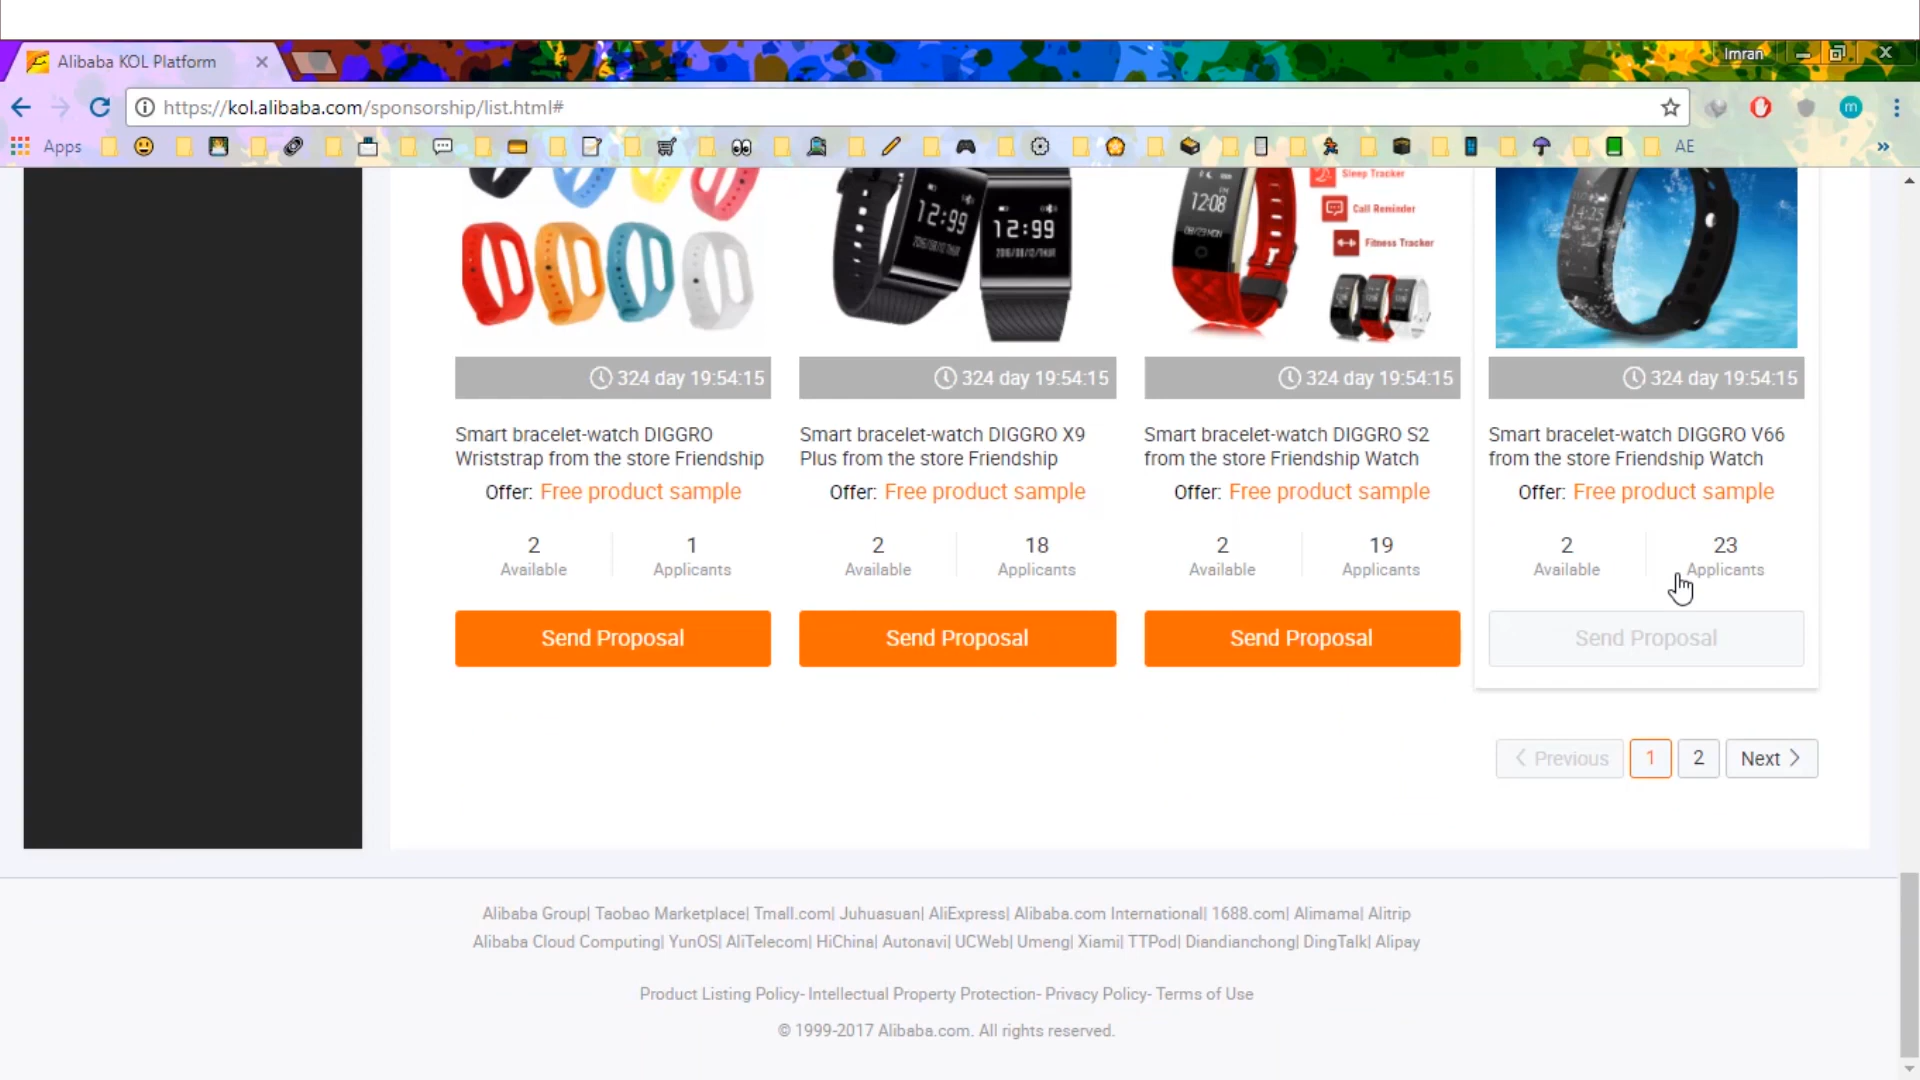 Alibaba KOL Platform
Imran
https://kol.alibaba.com/sponsorship/list.html#
m
Apps
AE
»
12:99
12:99
12:08
Sleep Tracker
Call Reminder
Fitness Tracker
14:25
324 day 19:54:15
324 day 19:54:15
324 day 19:54:15
324 day 19:54:15
Smart bracelet-watch DIGGRO
Wriststrap from the store Friendship
Offer: Free product sample
2
Available
1
Applicants
Send Proposal
Smart bracelet-watch DIGGRO X9
Plus from the store Friendship
Offer: Free product sample
2
Available
18
Applicants
Send Proposal
Smart bracelet-watch DIGGRO S2
from the store Friendship Watch
Offer: Free product sample
2
Available
19
Applicants
Send Proposal
Smart bracelet-watch DIGGRO V66
from the store Friendship Watch
Offer: Free product sample
2
Available
23
Applicants
Send Proposal
Previous 1 2 Next
Alibaba Group| Taobao Marketplace| Tmall.com| Juhuasuan| AliExpress| Alibaba.com International| 1688.com| Alimama| Alitrip
Alibaba Cloud Computing| YunOS| AliTelecom| HiChina| Autonavi| UCWeb| Umeng| Xiami| TTPod| Diandianchong| DingTalk| Alipay
Product Listing Policy- Intellectual Property Protection- Privacy Policy- Terms of Use
© 1999-2017 Alibaba.com. All rights reserved.